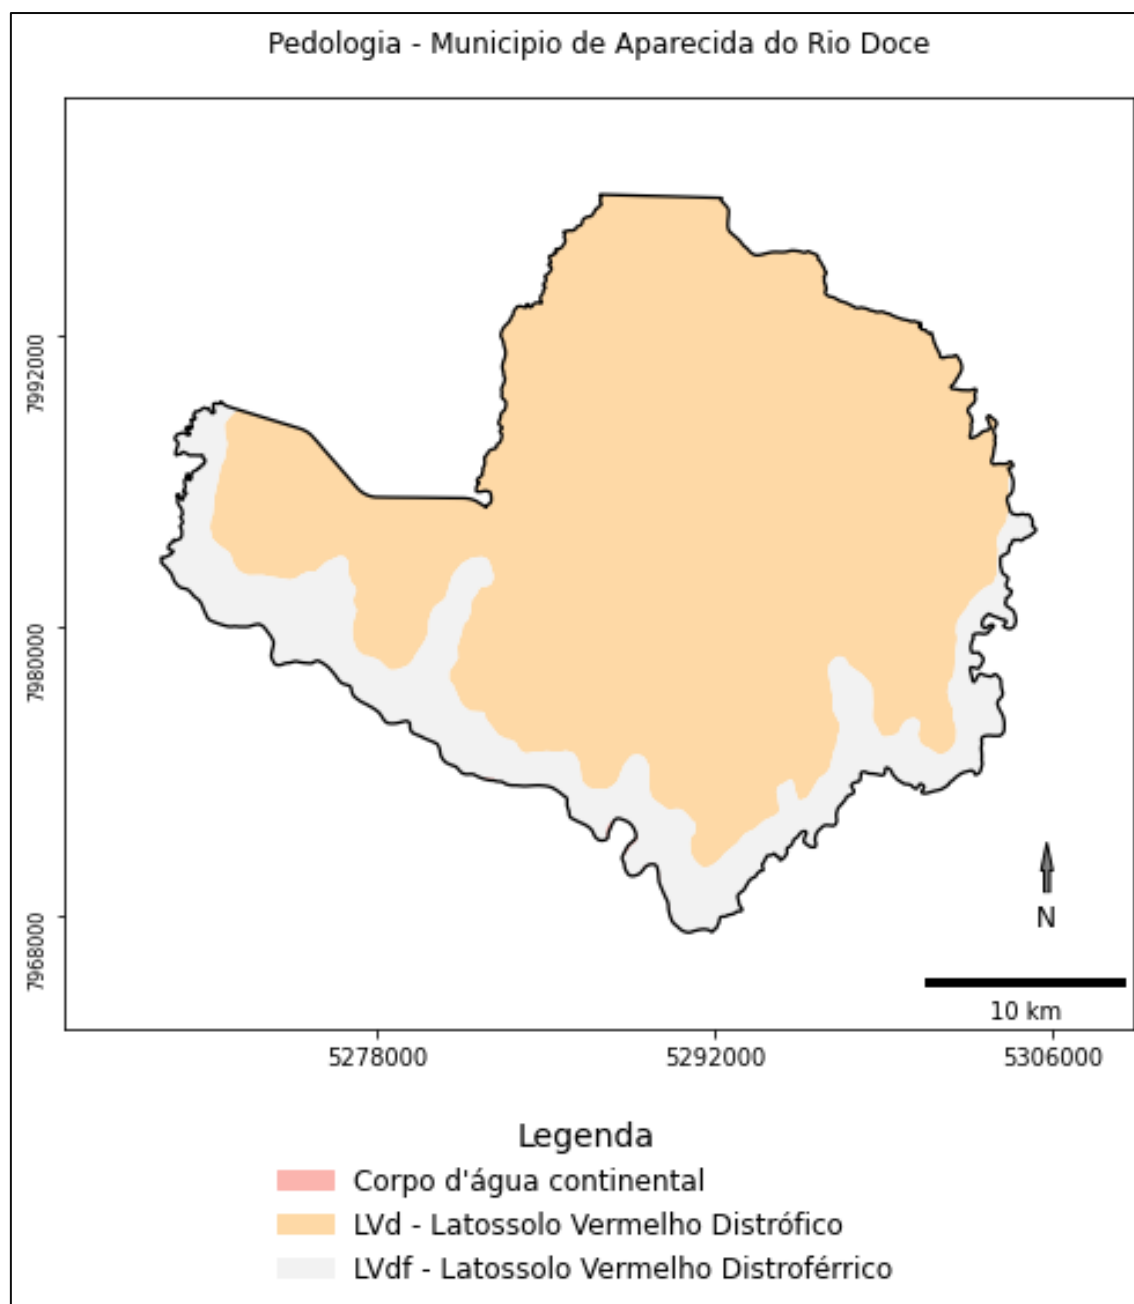 Pedologia - Municipio de Aparecida do Rio Doce
7992000
7980000
7968000
N
10 km
5278000
5292000
5306000
Legenda
Corpo d'água continental
LVd - Latossolo Vermelho Distrófico
LVdf - Latossolo Vermelho Distroférrico